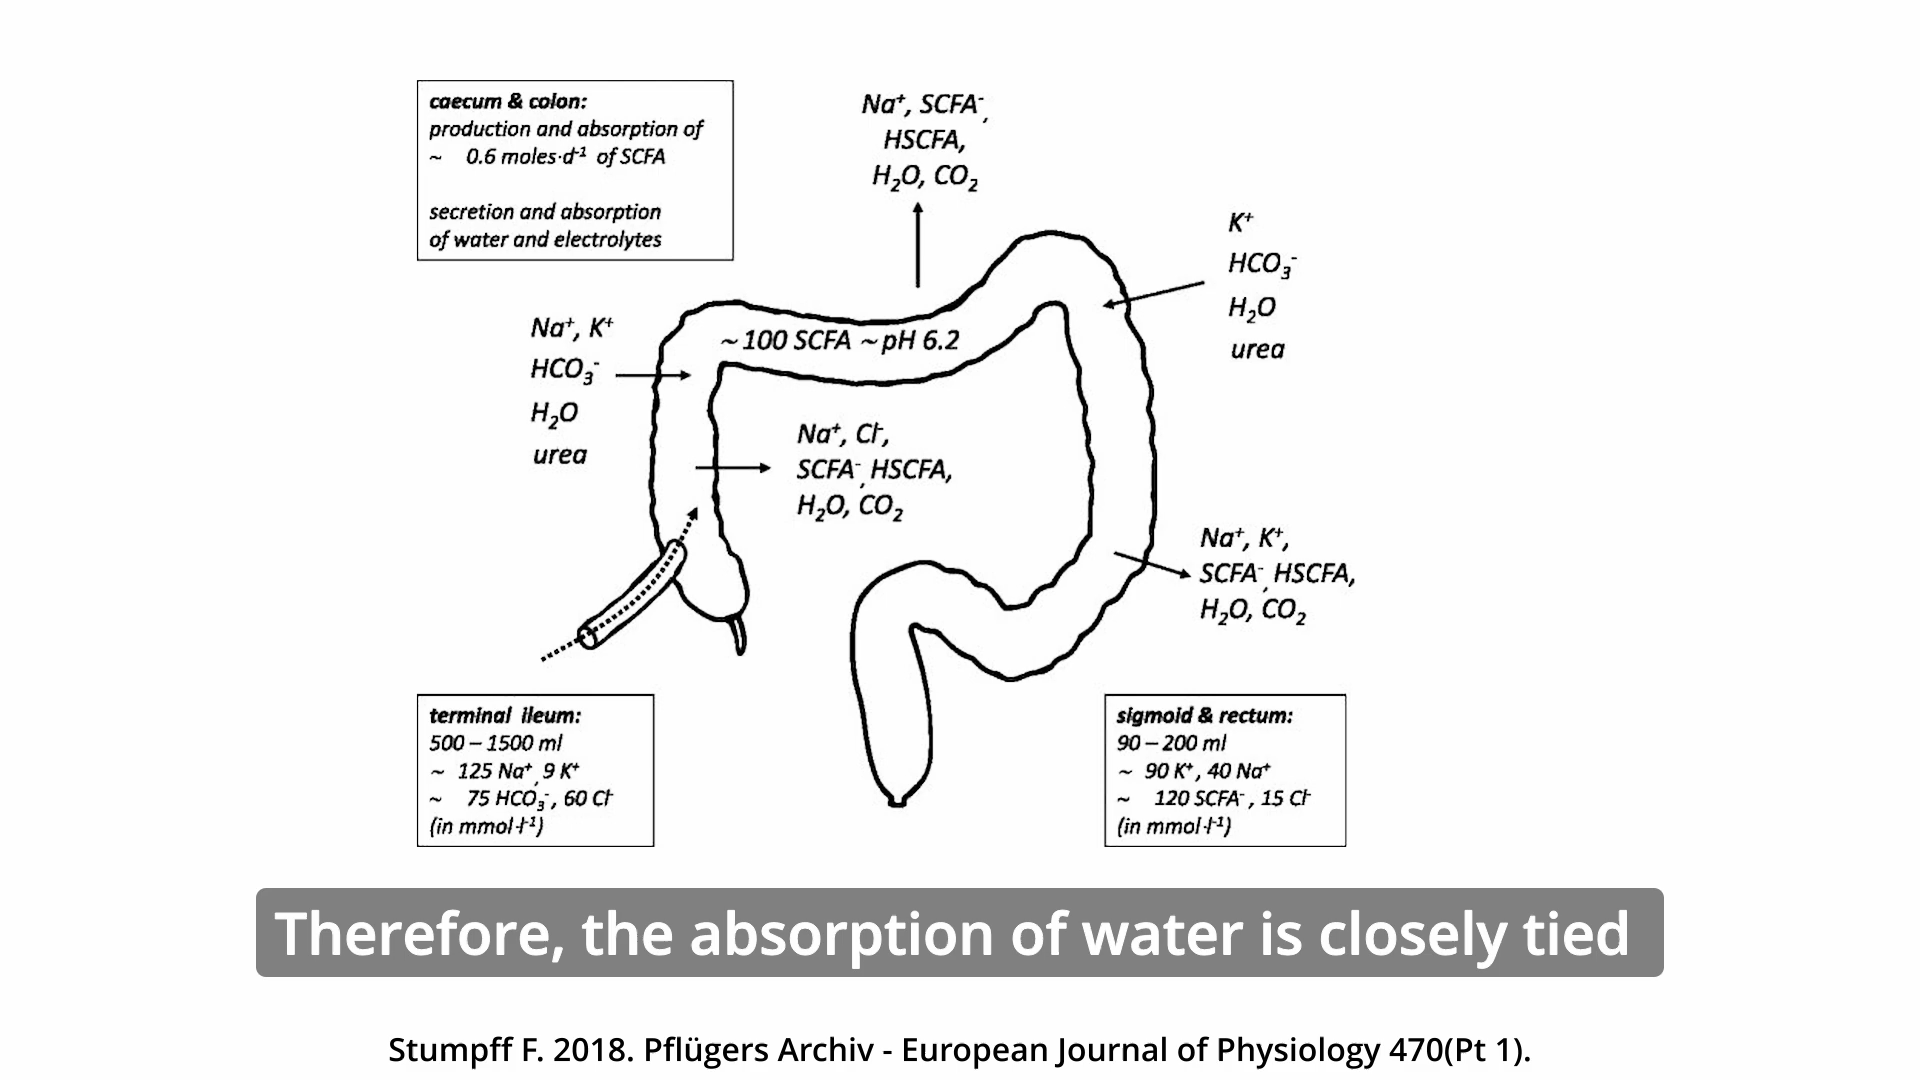 caecum & colon:
production and absorption of
~ 0.6 moles·d⁻¹ of SCFA
secretion and absorption
of water and electrolytes
Na⁺, SCFA⁻,
HSCFA,
H₂O, CO₂
K⁺
HCO₃⁻
H₂O
urea
Na⁺, K⁺
HCO₃⁻
H₂O
urea
~100 SCFA ~pH 6.2
Na⁺, Cl⁻,
SCFA⁻, HSCFA,
H₂O, CO₂
Na⁺, K⁺,
SCFA⁻, HSCFA,
H₂O, CO₂
terminal ileum:
500 – 1500 ml
~ 125 Na⁺, 9 K⁺
~ 75 HCO₃⁻, 60 Cl⁻
(in mmol·l⁻¹)
sigmoid & rectum:
90 – 200 ml
~ 90 K⁺, 40 Na⁺
~ 120 SCFA⁻, 15 Cl⁻
(in mmol·l⁻¹)
Therefore, the absorption of water is closely tied
Stumpff F. 2018. Pflügers Archiv - European Journal of Physiology 470(Pt 1).